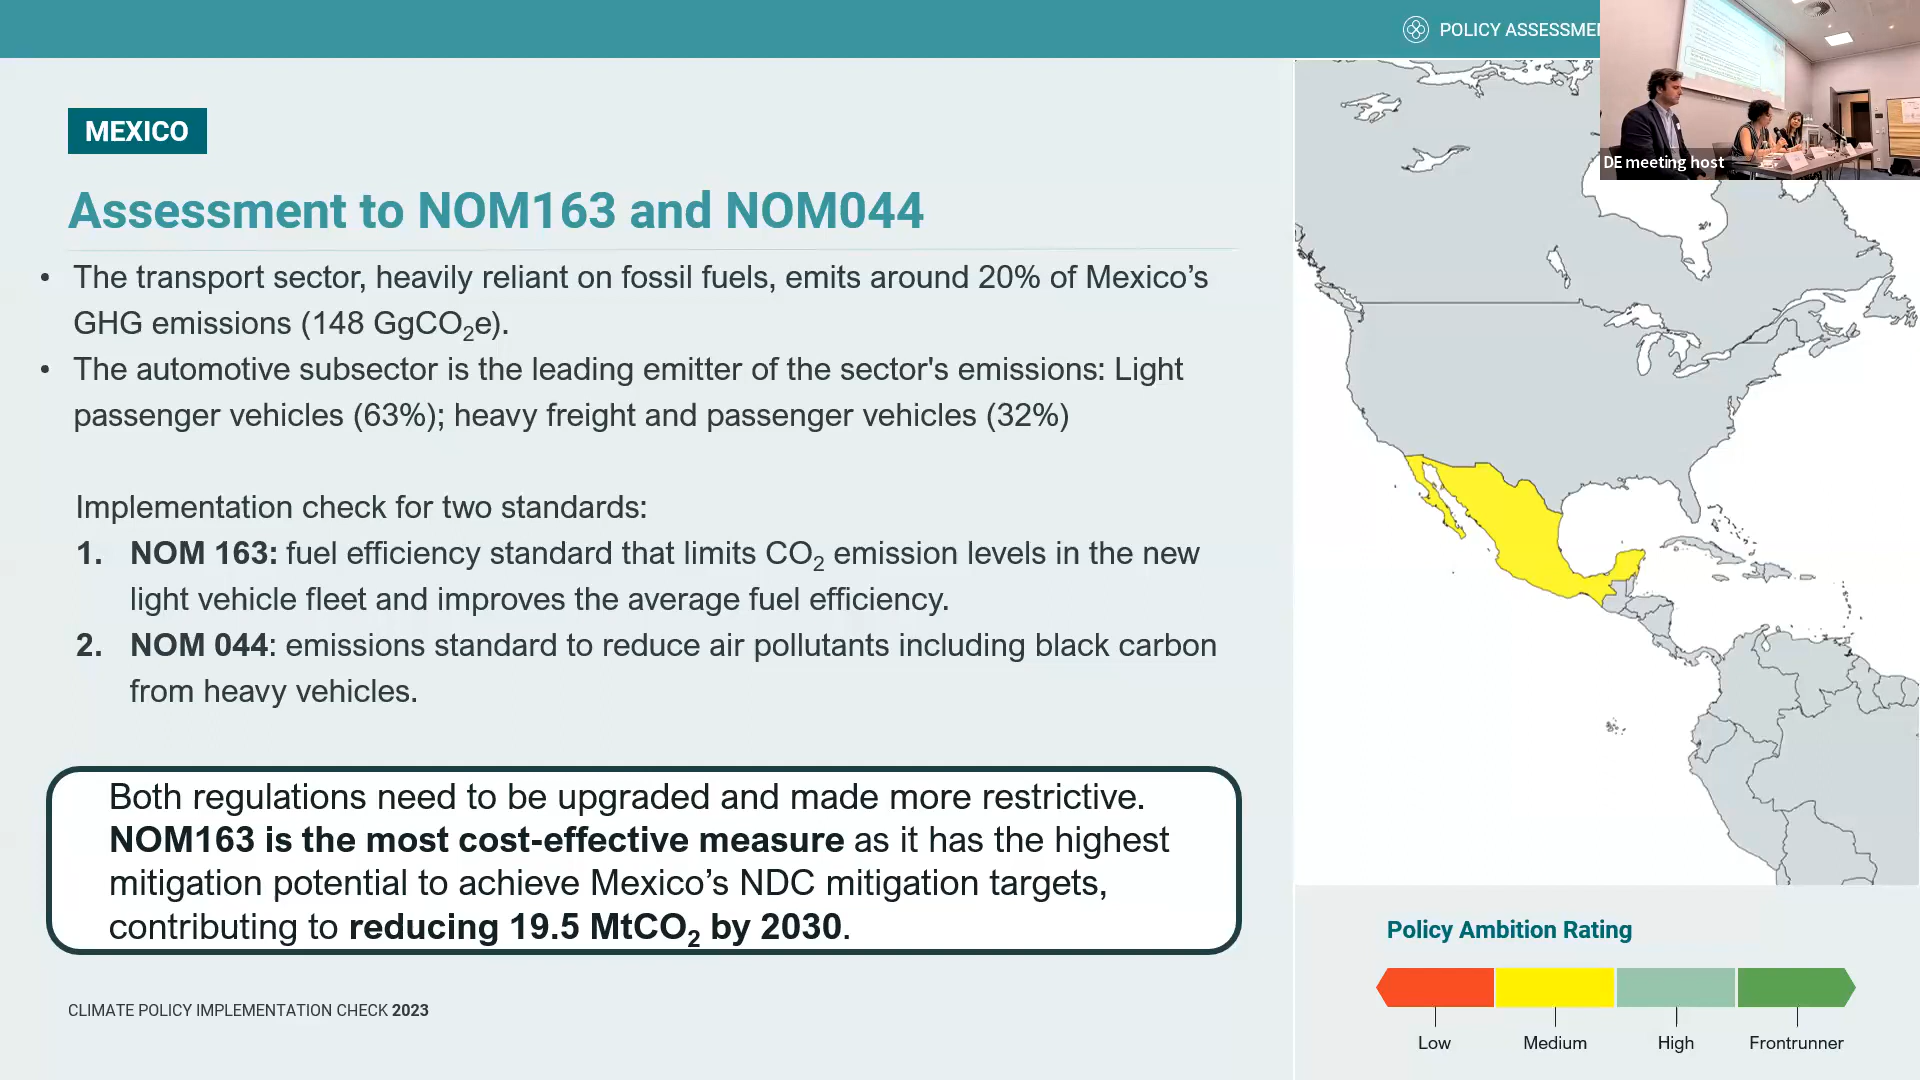 POLICY ASSESSME
DE meeting host
MEXICO
Assessment to NOM163 and NOM044
• The transport sector, heavily reliant on fossil fuels, emits around 20% of Mexico’s
GHG emissions (148 GgCO₂e).
• The automotive subsector is the leading emitter of the sector's emissions: Light
passenger vehicles (63%); heavy freight and passenger vehicles (32%)
Implementation check for two standards:
1. NOM 163: fuel efficiency standard that limits CO₂ emission levels in the new
light vehicle fleet and improves the average fuel efficiency.
2. NOM 044: emissions standard to reduce air pollutants including black carbon
from heavy vehicles.
Both regulations need to be upgraded and made more restrictive.
NOM163 is the most cost-effective measure as it has the highest
mitigation potential to achieve Mexico’s NDC mitigation targets,
contributing to reducing 19.5 MtCO₂ by 2030.
CLIMATE POLICY IMPLEMENTATION CHECK 2023
Policy Ambition Rating
Low Medium High Frontrunner